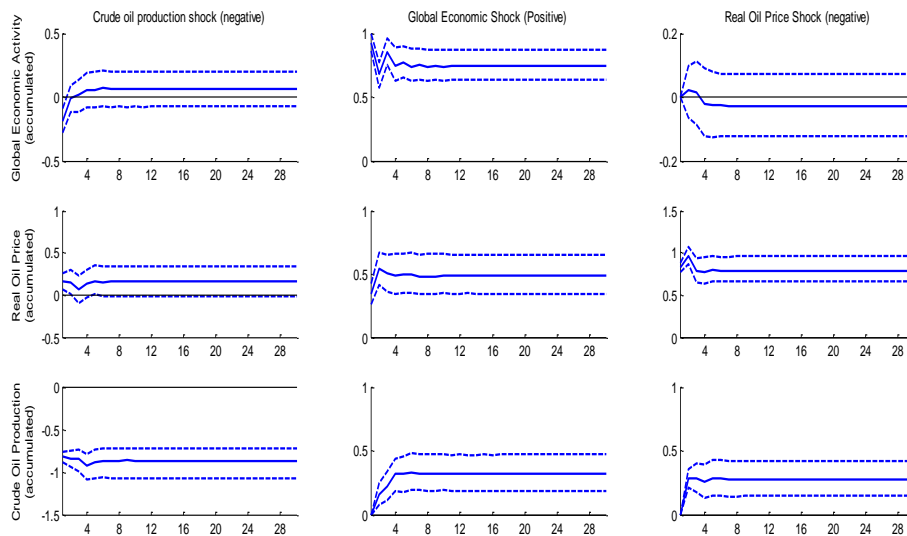 Crude oil production shock (negative)
Global Economic Shock (Positive)
Real Oil Price Shock (negative)
Global Economic Activity
(accumulated)
0.5
0
-0.5
4 8 12 16 20 24 28
1
0.5
0
4 8 12 16 20 24 28
0.2
0
-0.2
4 8 12 16 20 24 28
Real Oil Price
(accumulated)
1
0.5
0
-0.5
4 8 12 16 20 24 28
1
0.5
0
4 8 12 16 20 24 28
1.5
1
0.5
0
4 8 12 16 20 24 28
Crude Oil Production
(accumulated)
0
-0.5
-1
-1.5
4 8 12 16 20 24 28
1
0.5
0
4 8 12 16 20 24 28
1
0.5
0
4 8 12 16 20 24 28